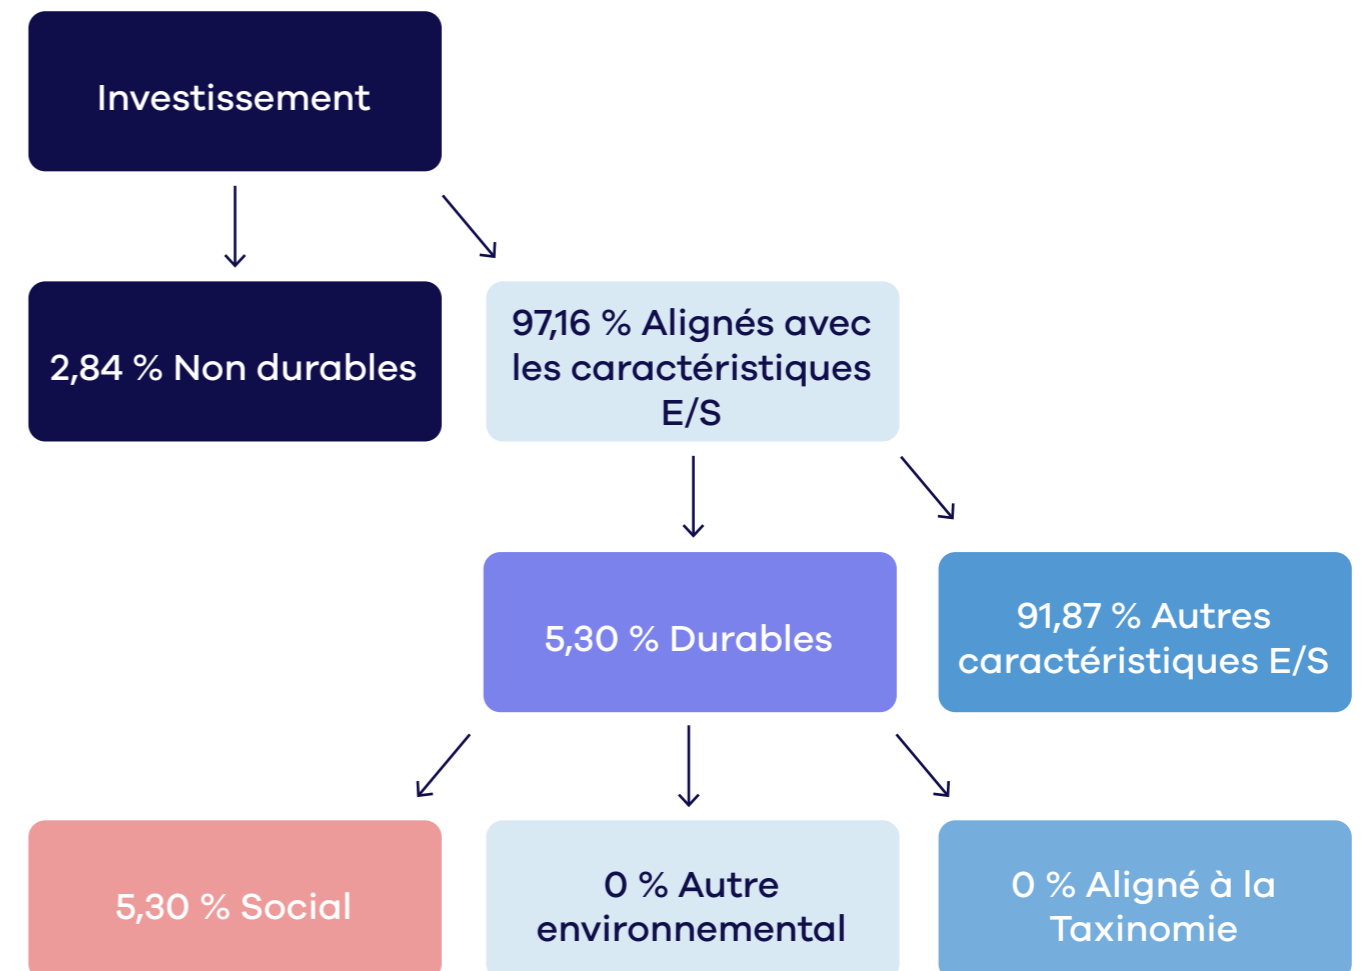 Investissement
2,84 % Non durables
97,16 % Alignés avec
les caractéristiques
E/S
5,30 % Durables
91,87 % Autres
caractéristiques E/S
5,30 % Social
0 % Autre
environnemental
0 % Aligné à la
Taxinomie